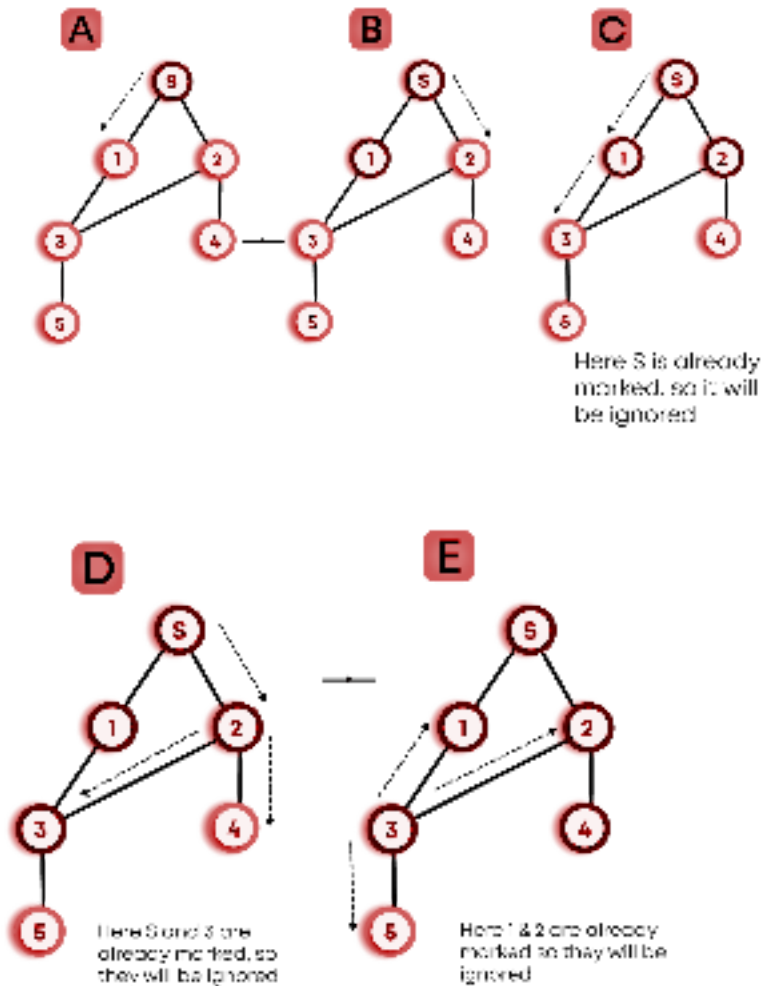 A
B
C
S
1
2
3
4
5
S
1
2
3
4
5
S
1
2
3
4
5
Here S is already
marked, so it will
be ignored
D
E
S
1
2
3
4
5
Here S and 3 are
already marked, so
they will be ignored
S
1
2
3
4
5
Here 1 & 2 are already
marked so they will be
ignored